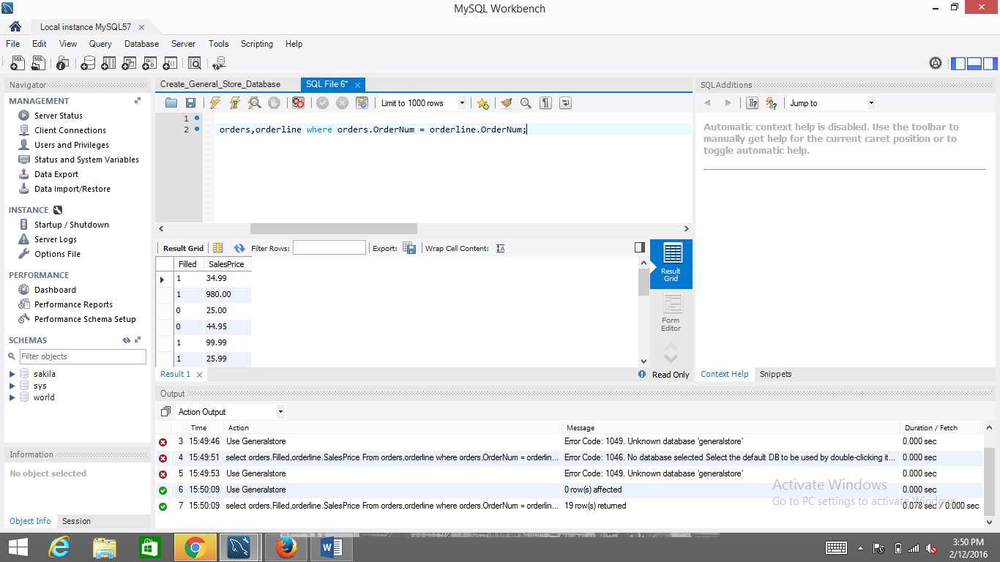 MySQL Workbench
Local instance MySQL57
File Edit View Query Database Server Tools Scripting Help
Navigator
MANAGEMENT
Server Status
Client Connections
Users and Privileges
Status and System Variables
Data Export
Data Import/Restore
INSTANCE
Startup / Shutdown
Server Logs
Options File
PERFORMANCE
Dashboard
Performance Reports
Performance Schema Setup
SCHEMAS
Filter objects
sakila
sys
world
Information
No object selected
Object Info Session
Create_General_Store_Database SQL File 6*
Limit to 1000 rows
1
2 orders,orderline where orders.OrderNum = orderline.OrderNum;
Result Grid Filter Rows: Export: Wrap Cell Content:
Filled SalesPrice
1 34.99
1 980.00
0 25.00
0 44.95
1 99.99
1 25.99
Result Grid
Form Editor
Result 1 Read Only
SQLAdditions
Jump to
Automatic context help is disabled. Use the toolbar to
manually get help for the current caret position or to
toggle automatic help.
Context Help Snippets
Output
Action Output
Time Action Message Duration / Fetch
3 15:49:46 Use Generalstore Error Code: 1049. Unknown database 'generalstore' 0.000 sec
4 15:49:51 select orders.Filled,orderline.SalesPrice From orders,orderline where orders.OrderNum = orderlin... Error Code: 1046. No database selected Select the default DB to be used by double-clicking it... 0.000 sec
5 15:49:53 Use Generalstore Error Code: 1049. Unknown database 'generalstore' 0.000 sec
6 15:50:09 Use Generalstore 0 row(s) affected 0.000 sec
7 15:50:09 select orders.Filled,orderline.SalesPrice From orders,orderline where orders.OrderNum = orderlin... 19 row(s) returned 0.078 sec / 0.000 sec
Activate Windows
Go to PC settings to activate Windows.
3:50 PM
2/12/2016